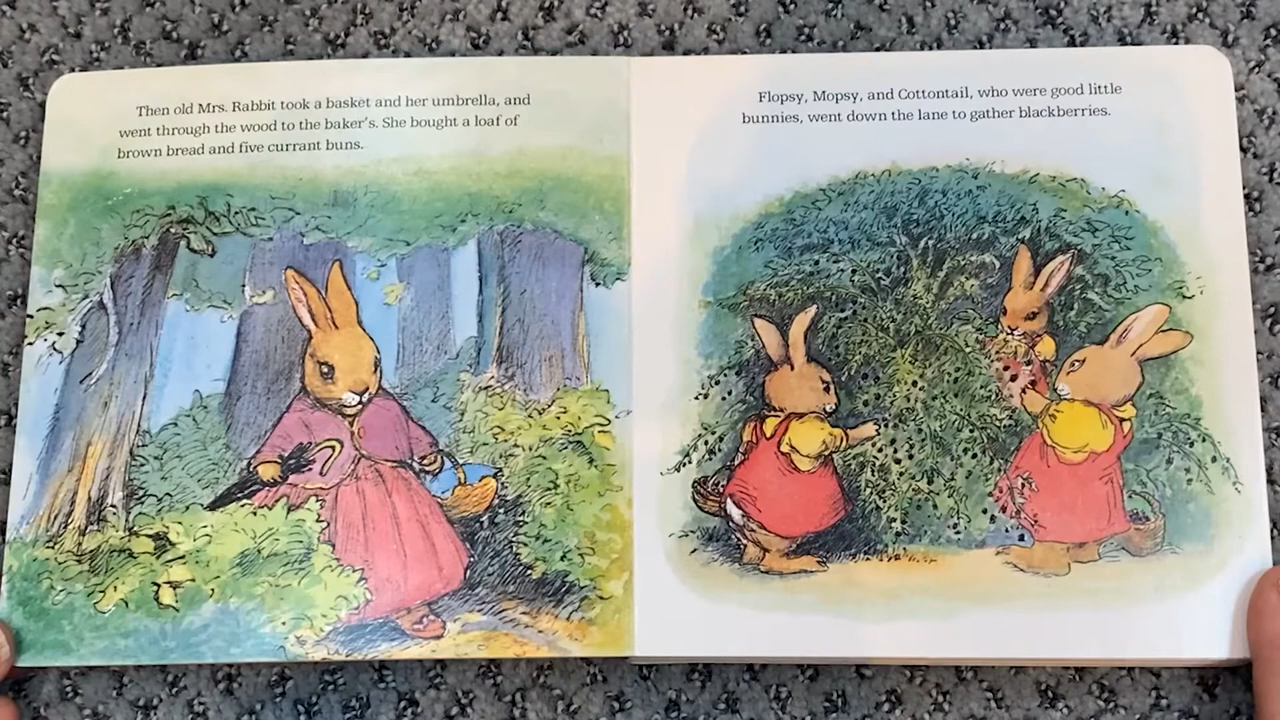 Then old Mrs. Rabbit took a basket and her umbrella, and
went through the wood to the baker's. She bought a loaf of
brown bread and five currant buns.
Flopsy, Mopsy, and Cottontail, who were good little
bunnies, went down the lane to gather blackberries.